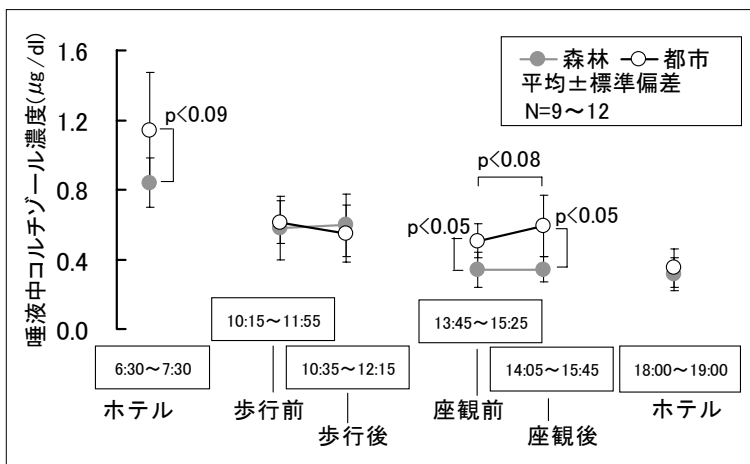 唾液中コルチゾール濃度(μg/dl)
1.6
1.2
0.8
0.4
0.0
森林 都市
平均±標準偏差
N=9～12
p<0.09
p<0.08
p<0.05
p<0.05
10:15～11:55
13:45～15:25
6:30～7:30
10:35～12:15
14:05～15:45
18:00～19:00
ホテル
歩行前
座観前
ホテル
歩行後
座観後